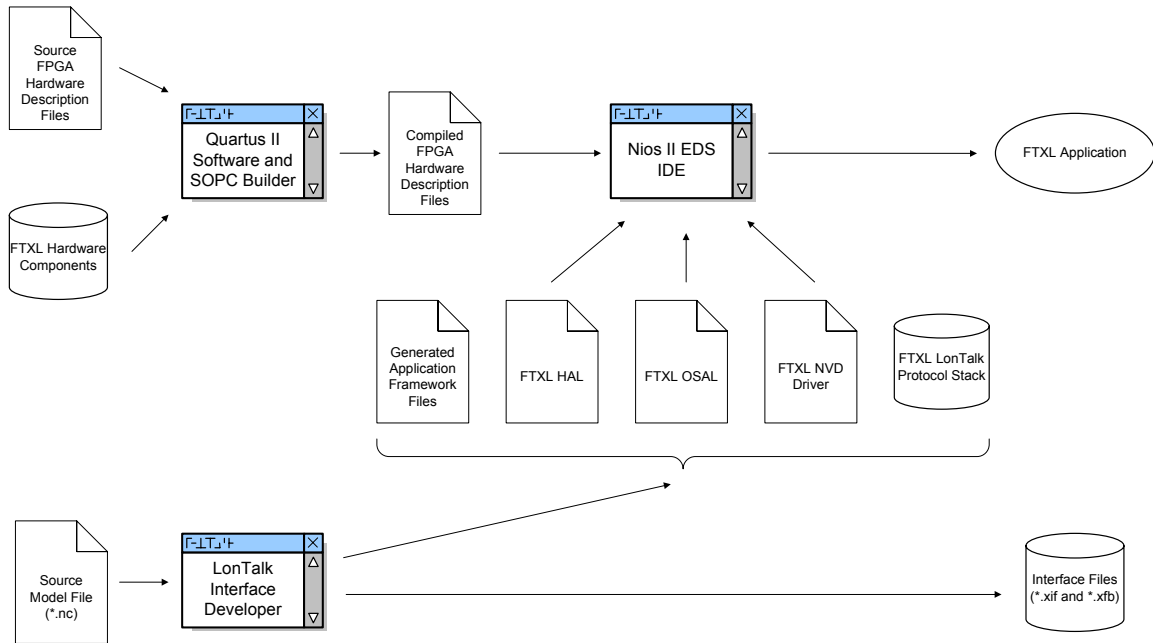 Source
FPGA
Hardware
Description
Files
Quartus II
Software and
SOPC Builder
Compiled
FPGA
Hardware
Description
Files
Nios II EDS
IDE
FTXL Application
FTXL Hardware
Components
Generated
Application
Framework
Files
FTXL HAL
FTXL OSAL
FTXL NVD
Driver
FTXL LonTalk
Protocol Stack
Source
Model File
(*.nc)
LonTalk
Interface
Developer
Interface Files
(*.xif and *.xfb)